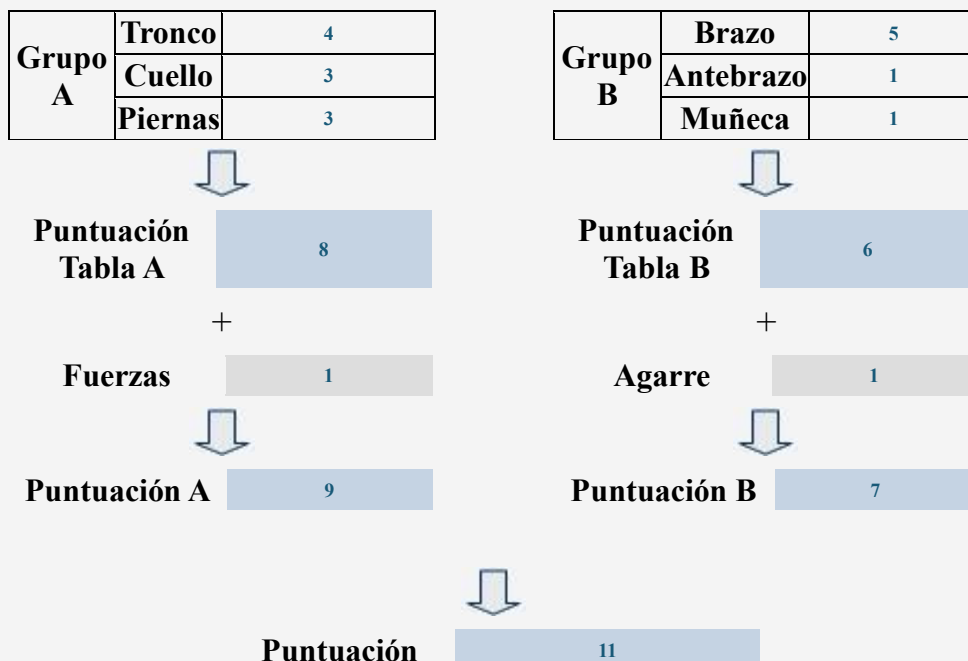 Grupo A
Tronco 4
Cuello 3
Piernas 3
Grupo B
Brazo 5
Antebrazo 1
Muñeca 1
Puntuación
Tabla A
8
Puntuación
Tabla B
6
+
+
Fuerzas 1
Agarre 1
Puntuación A 9
Puntuación B 7
Puntuación 11